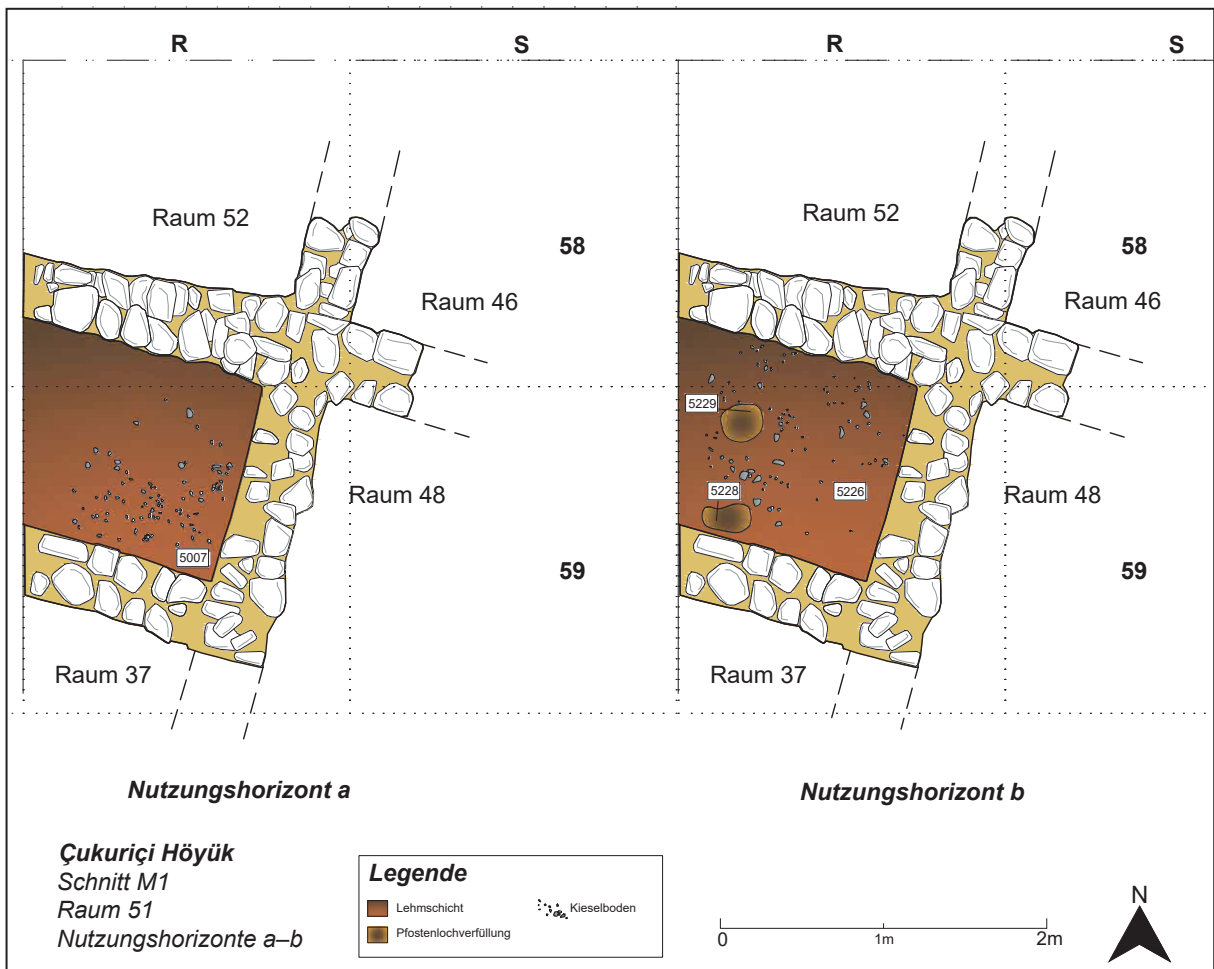 R
S
R
S
Raum 52
58
Raum 46
Raum 48
5007
59
Raum 37
Raum 52
58
Raum 46
5229
5228
5226
Raum 48
59
Raum 37
Nutzungshorizont a
Nutzungshorizont b
Çukuriçi Höyük
Schnitt M1
Raum 51
Nutzungshorizonte a–b
Legende
Lehmschicht
Kieselboden
Pfostenlochverfüllung
0
1m
2m
N